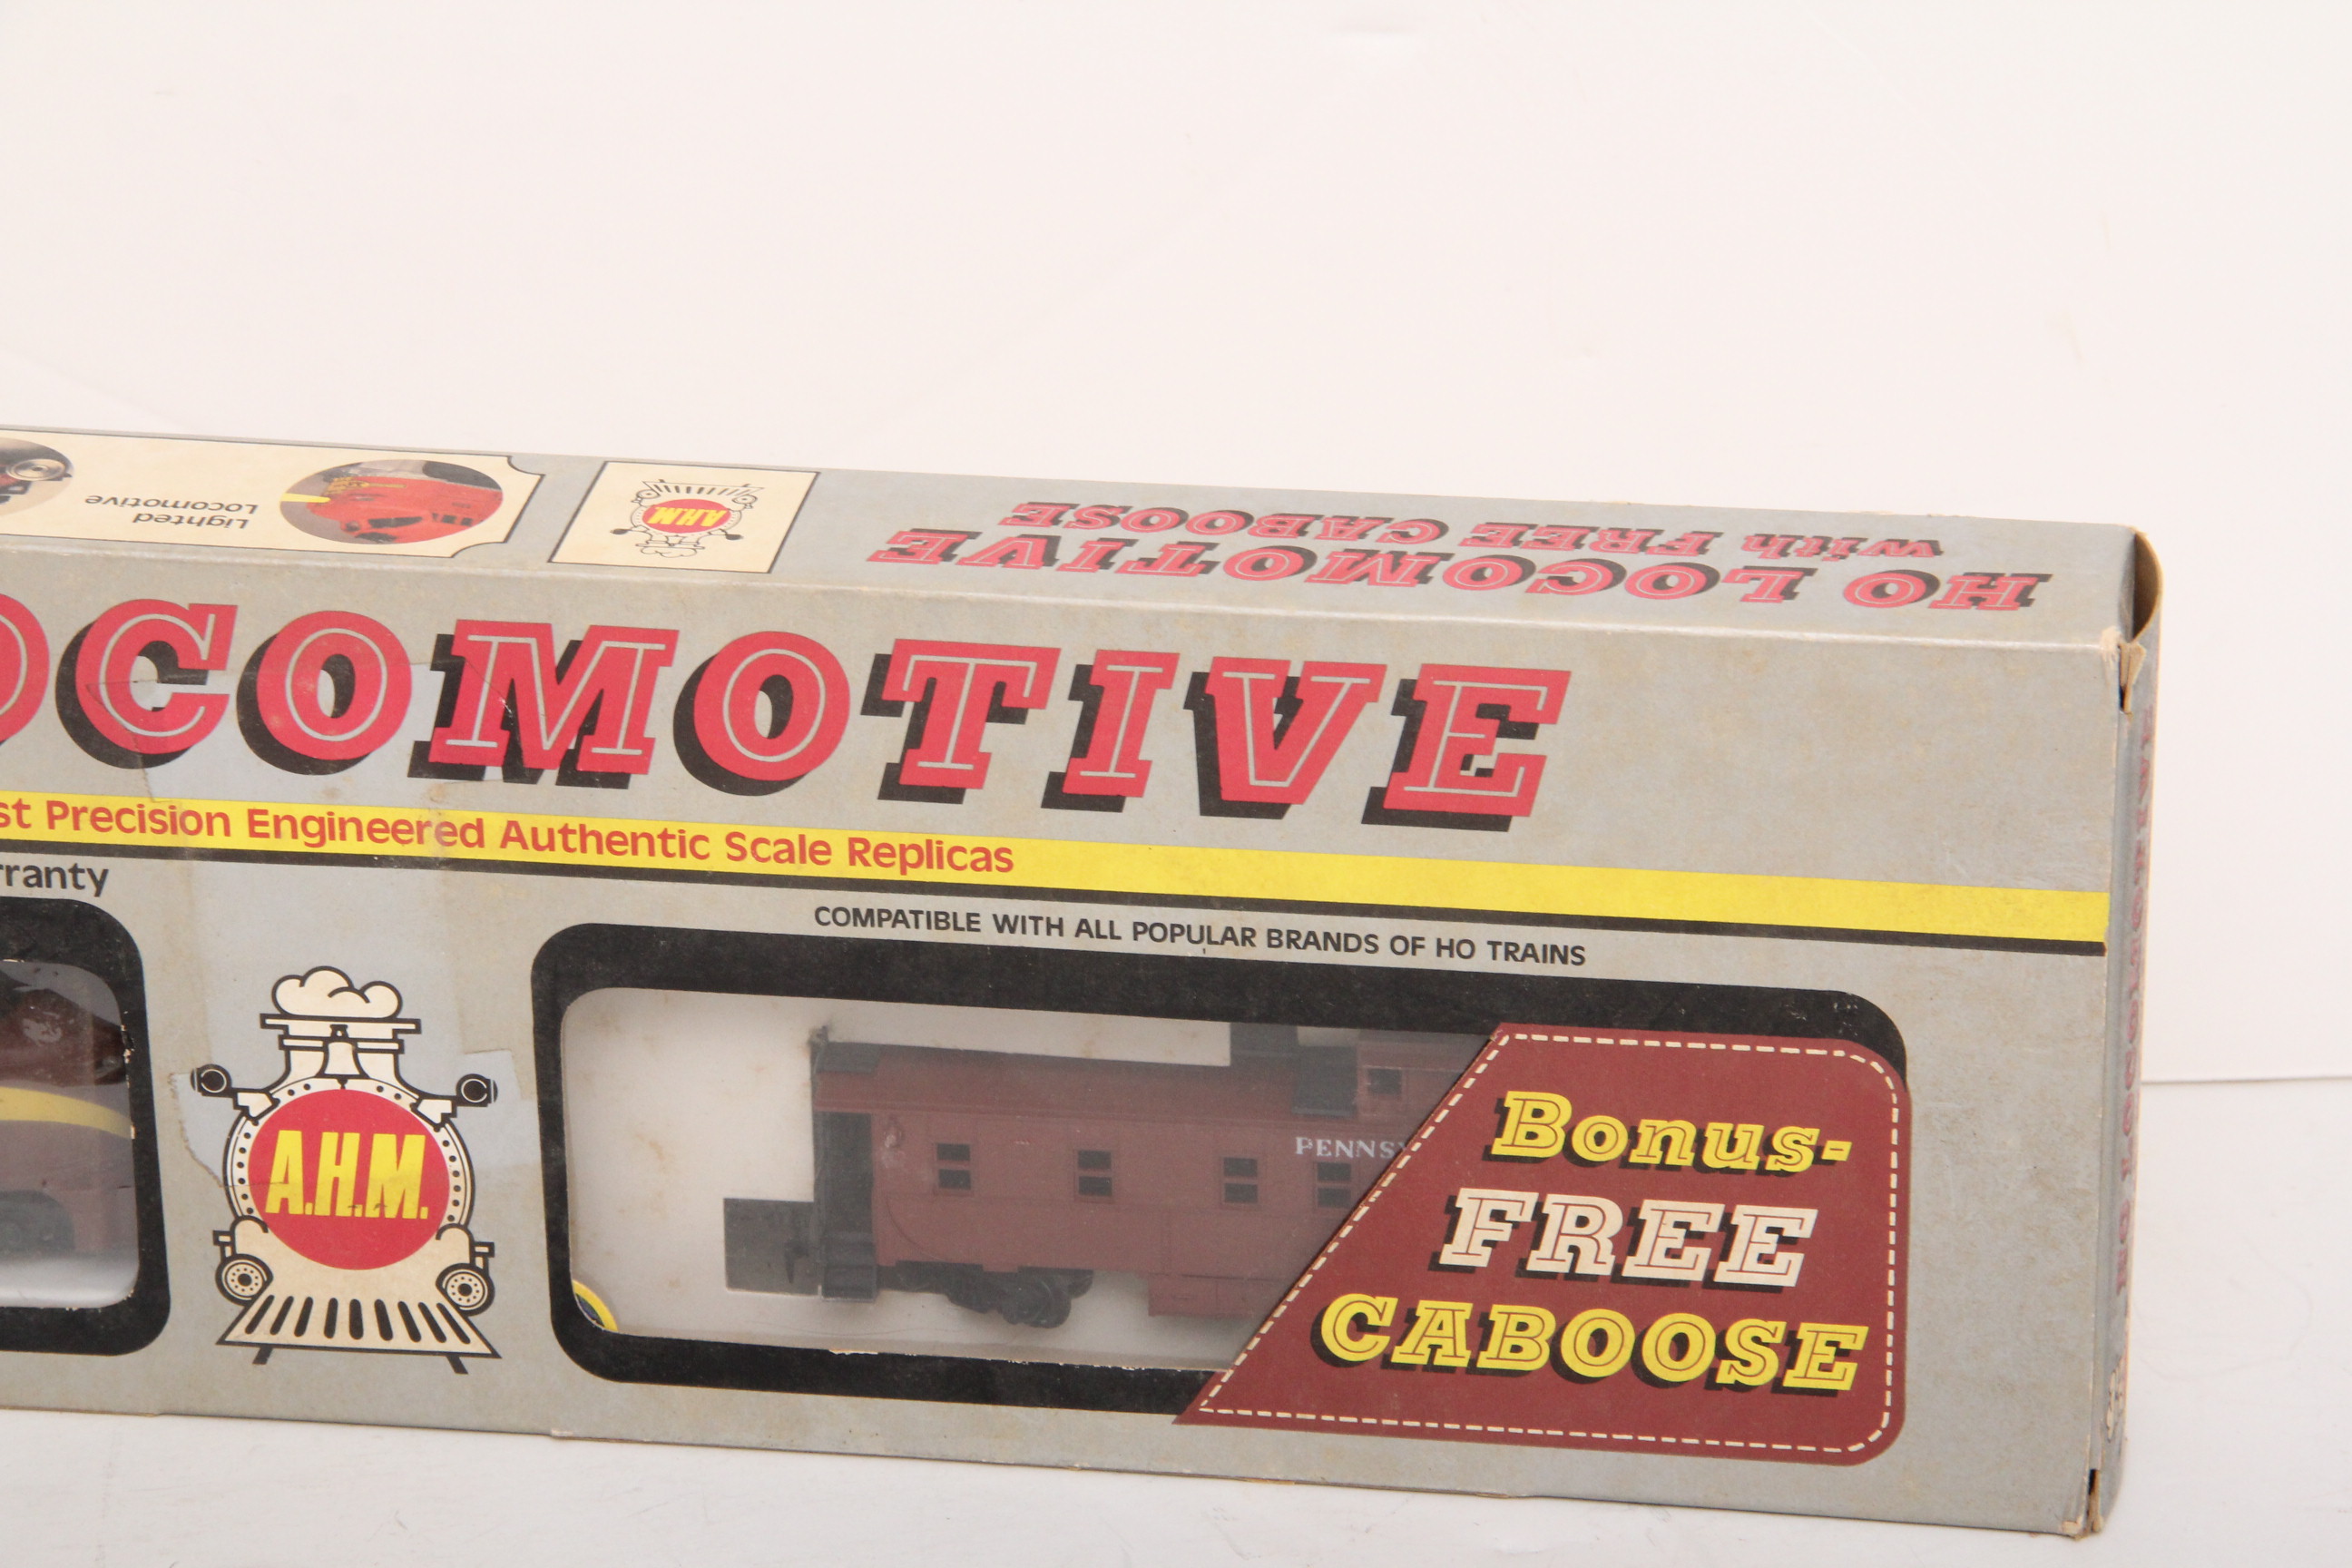 Lighted
Locomotive
A.H.M.
HO LOCOMOTIVE
with FREE CABOOSE
OCOMOTIVE
st Precision Engineered Authentic Scale Replicas
rranty
COMPATIBLE WITH ALL POPULAR BRANDS OF HO TRAINS
A.H.M.
PENNS
Bonus-
FREE
CABOOSE